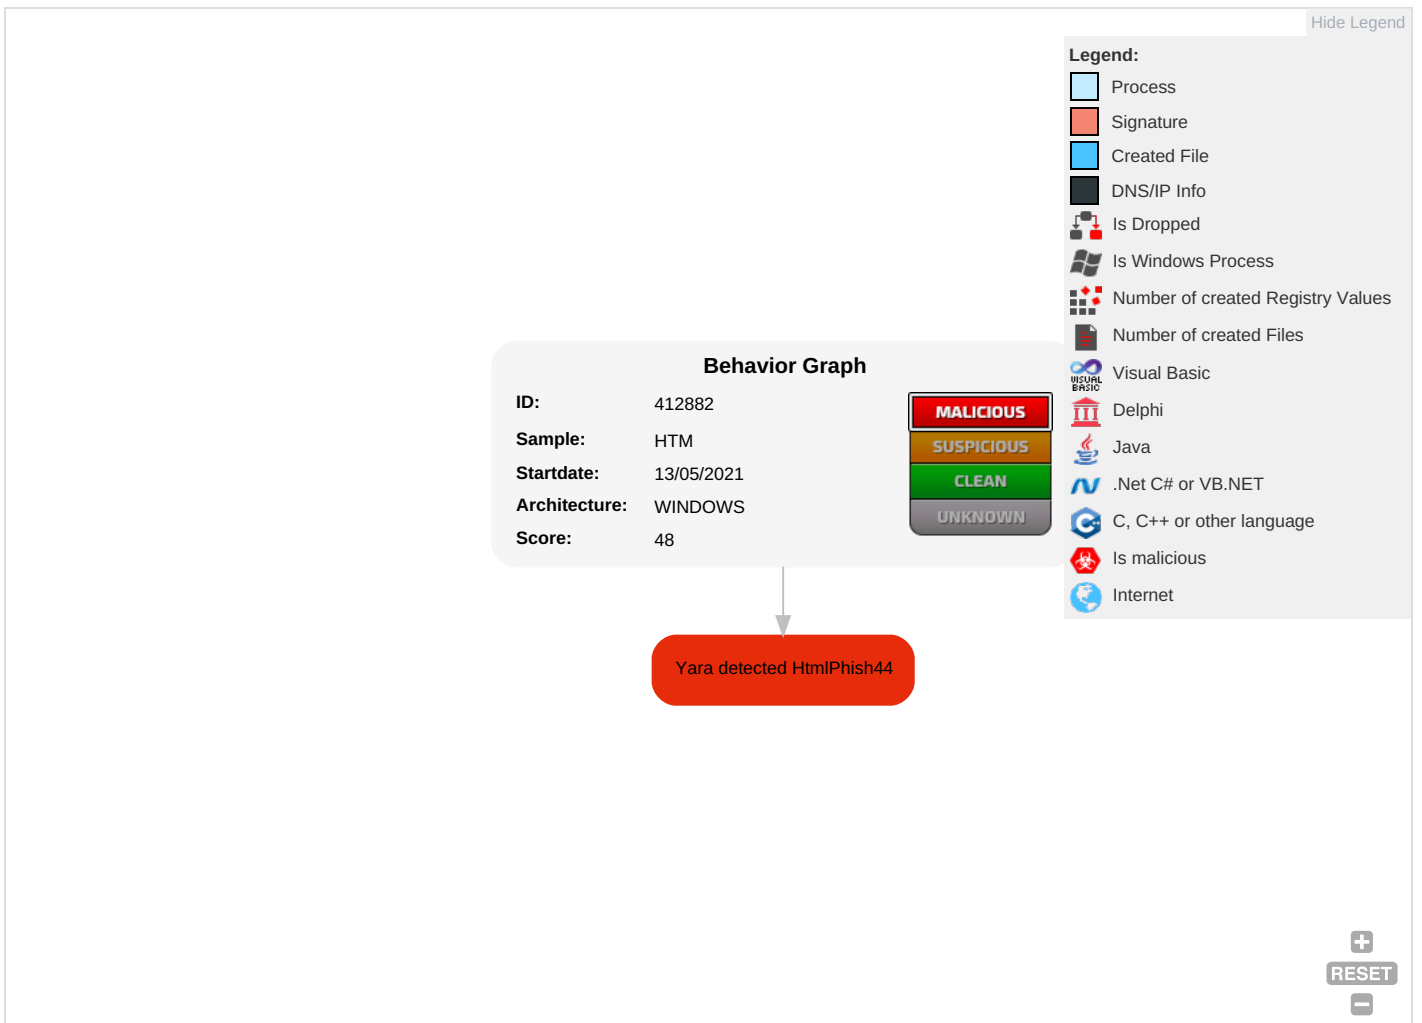 Hide Legend
Legend:
Process
Signature
Created File
DNS/IP Info
Is Dropped
Is Windows Process
Number of created Registry Values
Number of created Files
VISUAL
BASIC
Visual Basic
Delphi
Java
.Net C# or VB.NET
C, C++ or other language
Is malicious
Internet
Behavior Graph
ID: 412882
Sample: HTM
Startdate: 13/05/2021
Architecture: WINDOWS
Score: 48
MALICIOUS
SUSPICIOUS
CLEAN
UNKNOWN
Yara detected HtmlPhish44
RESET